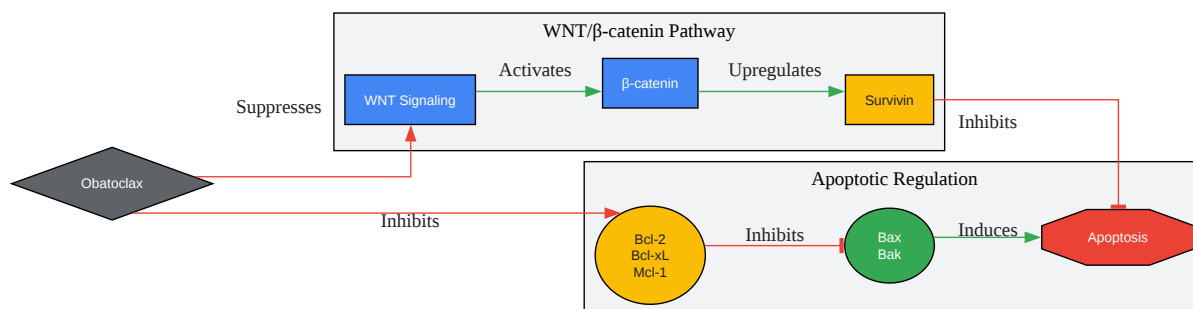 WNT/β-catenin Pathway
Activates
Upregulates
WNT Signaling
β-catenin
Survivin
Suppresses
Inhibits
Obatoclax
Inhibits
Apoptotic Regulation
Bcl-2
Bcl-xL
Mcl-1
Inhibits
Bax
Bak
Induces
Apoptosis